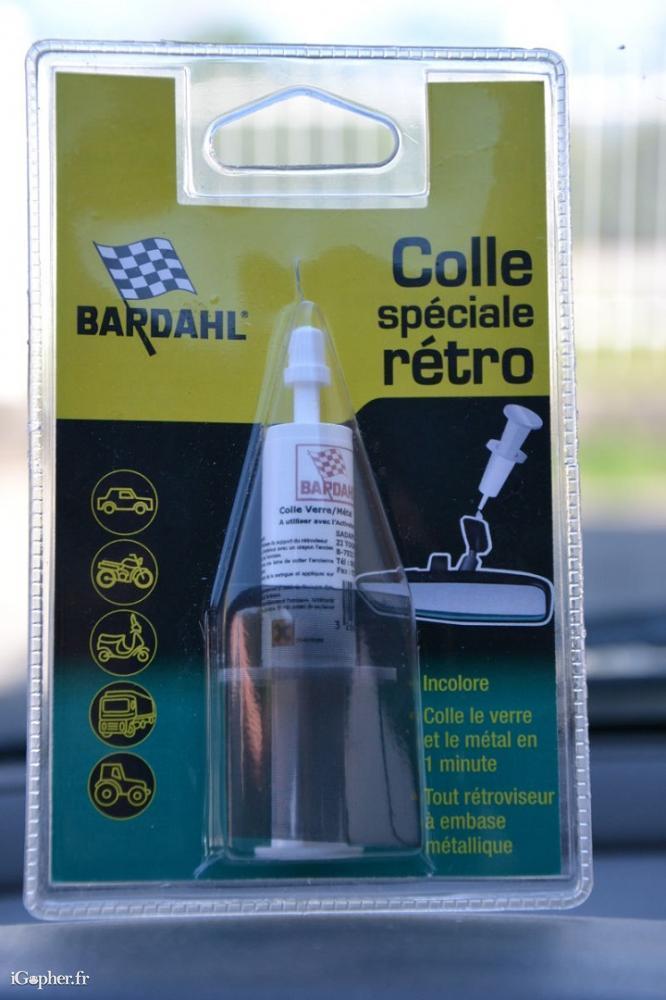 BARDAHL®
Colle
spéciale
rétro
BARDAHL
Colle Verre/Métal
A utiliser avec l'Activateur
Incolore
Colle le verre
et le métal en
1 minute
Tout rétroviseur
à embase
métallique
iGopher.fr